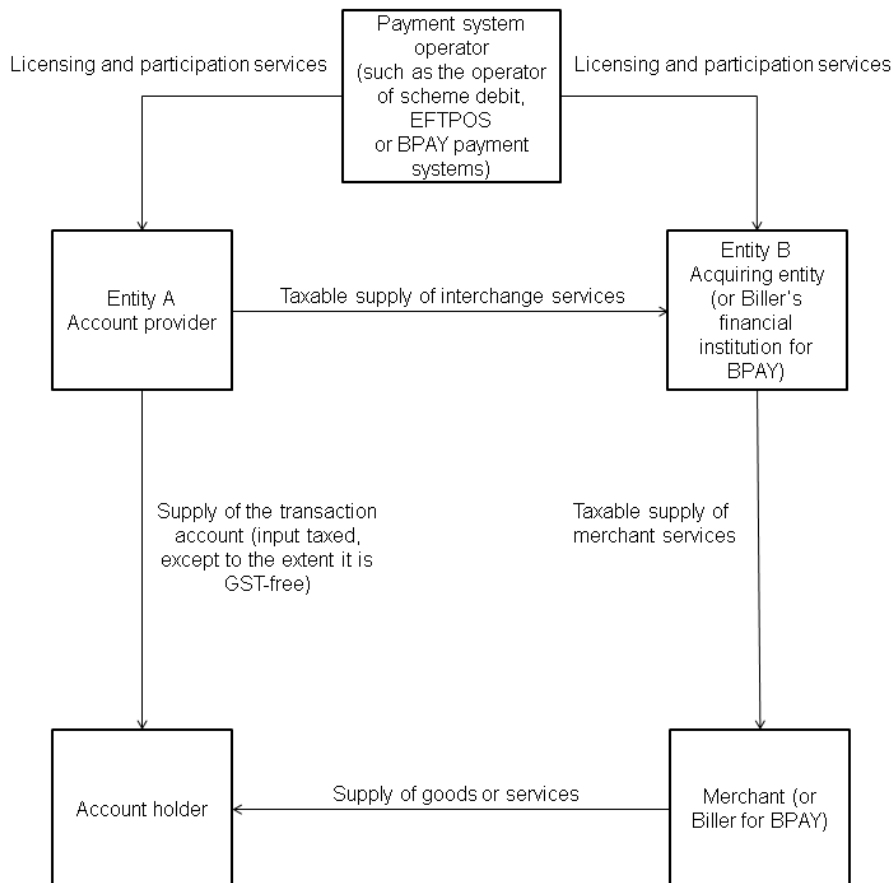 Payment system
operator
(such as the operator
of scheme debit,
EFTPOS
or BPAY payment
systems)
Licensing and participation services
Licensing and participation services
Entity A
Account provider
Taxable supply of interchange services
Entity B
Acquiring entity
(or Biller's
financial
institution for
BPAY)
Supply of the transaction
account (input taxed,
except to the extent it is
GST-free)
Taxable supply of
merchant services
Account holder
Supply of goods or services
Merchant (or
Biller for BPAY)